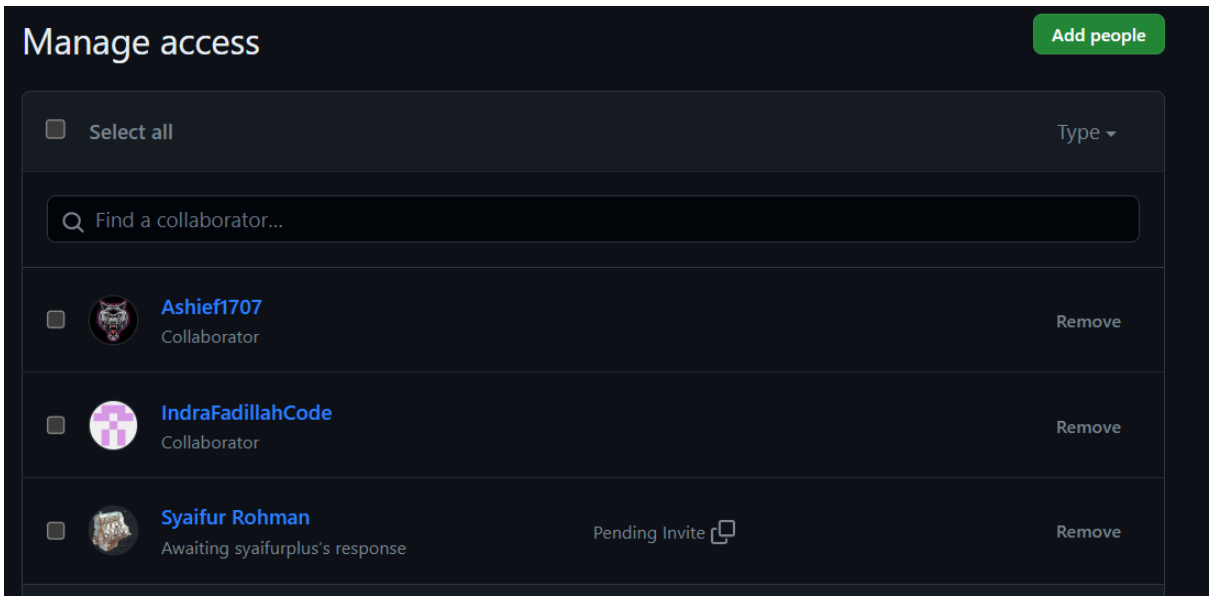 Manage access
Add people
Select all
Type
Find a collaborator...
Ashief1707
Collaborator
Remove
IndraFadillahCode
Collaborator
Remove
Syaifur Rohman
Awaiting syaifurplus's response
Pending Invite
Remove